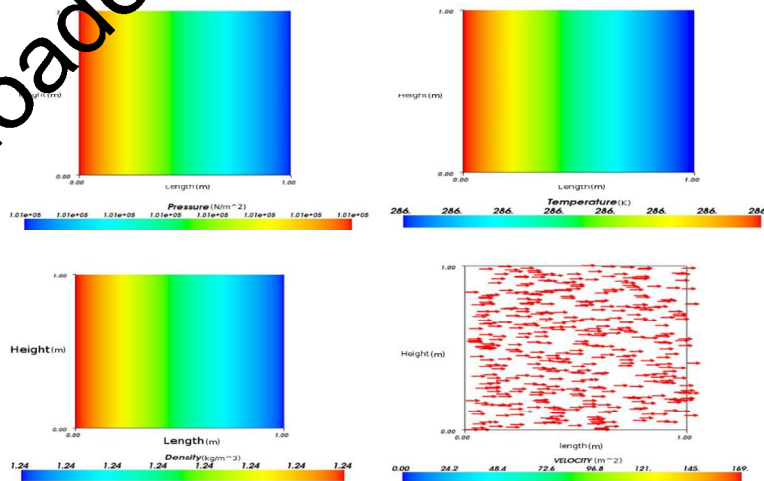 1.00
Height(m)
0.00
0.00 1.00
Length(m)
Pressure (N/m^2)
1.01e+05 1.01e+05 1.01e+05 1.01e+05 1.01e+05 1.01e+05 1.01e+05 1.01e+05
1.00
Height(m)
0.00
0.00 1.00
Length(m)
Temperature(K)
286. 286. 286. 286. 286. 286. 286. 286.
1.00
Height(m)
0.00
0.00 1.00
Length(m)
Density(kg/m^3)
1.24 1.24 1.24 1.24 1.24 1.24 1.24 1.24
1.00
Height(m)
0.00
0.00 1.00
length(m)
VELOCITY (m^2)
0.00 24.2 48.4 72.6 96.8 121. 145. 169.